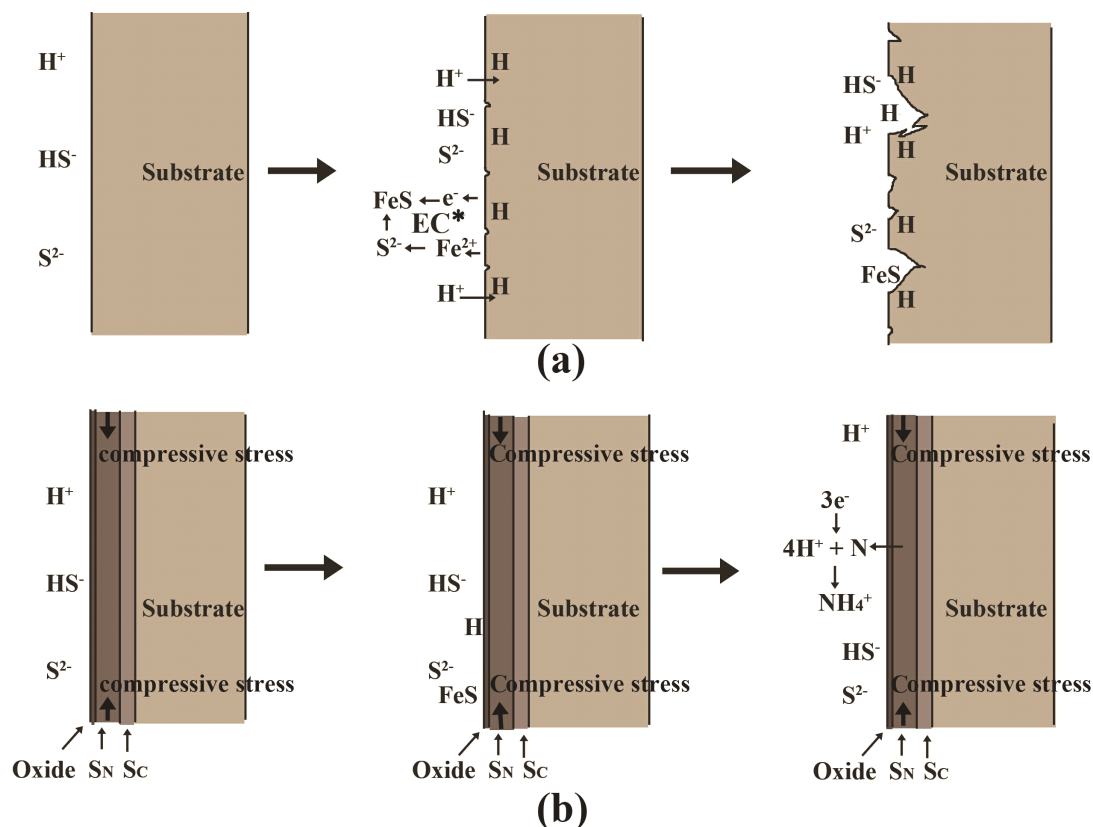 H⁺
HS⁻
S²⁻
Substrate
H⁺
H
HS⁻
H
S²⁻
Substrate
FeS
e⁻
H
EC*
S²⁻
Fe²⁺
H⁺
H
HS⁻
H
H
H⁺
H
Substrate
S²⁻
H
FeS
H
(a)
compressive stress
H⁺
HS⁻
Substrate
S²⁻
compressive stress
Oxide
SN
SC
Compressive stress
H⁺
HS⁻
Substrate
H
S²⁻
Compressive stress
FeS
Oxide
SN
SC
H⁺
Compressive stress
3e⁻
4H⁺ + N
NH₄⁺
Substrate
HS⁻
S²⁻
Compressive stress
Oxide
SN
SC
(b)